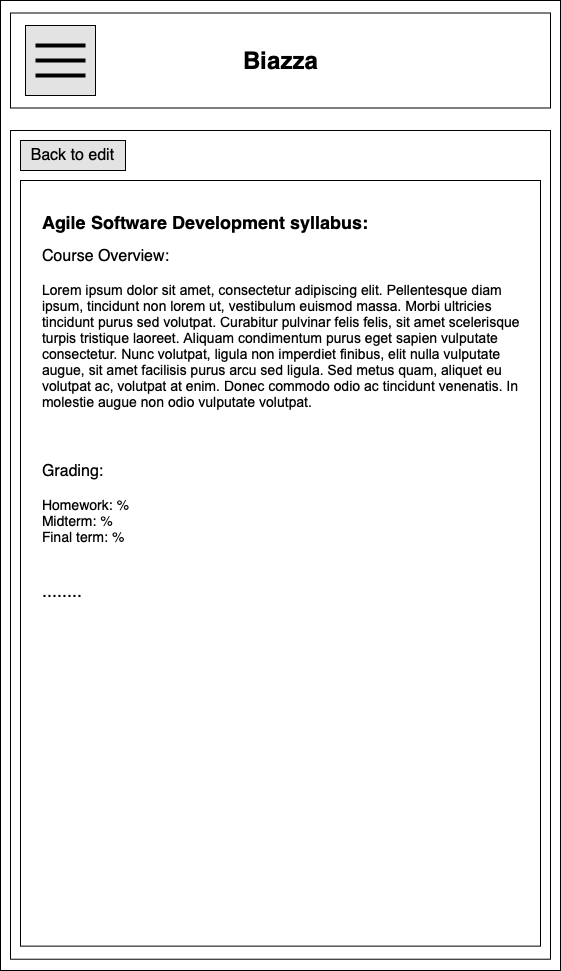 Biazza
Back to edit
Agile Software Development syllabus:
Course Overview:
Lorem ipsum dolor sit amet, consectetur adipiscing elit. Pellentesque diam
ipsum, tincidunt non lorem ut, vestibulum euismod massa. Morbi ultricies
tincidunt purus sed volutpat. Curabitur pulvinar felis felis, sit amet scelerisque
turpis tristique laoreet. Aliquam condimentum purus eget sapien vulputate
consectetur. Nunc volutpat, ligula non imperdiet finibus, elit nulla vulputate
augue, sit amet facilisis purus arcu sed ligula. Sed metus quam, aliquet eu
volutpat ac, volutpat at enim. Donec commodo odio ac tincidunt venenatis. In
molestie augue non odio vulputate volutpat.
Grading:
Homework: %
Midterm: %
Final term: %
........